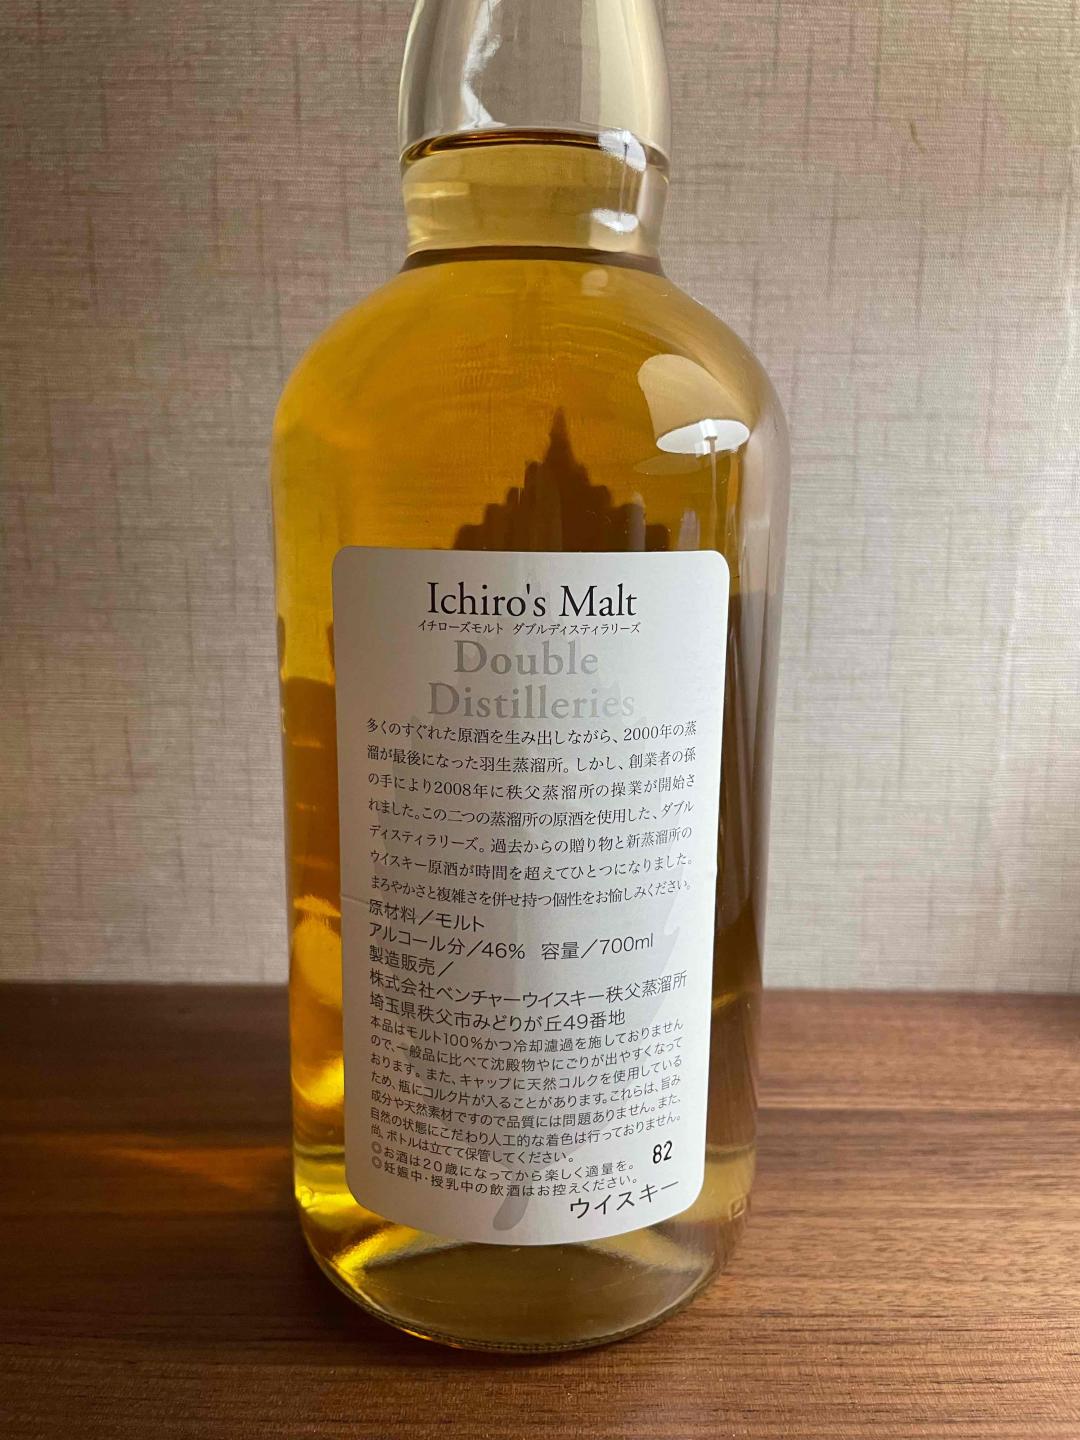 Ichiro's Malt
イチローズモルト ダブルディスティラリーズ
Double
Distilleries
多くのすぐれた原酒を生み出しながら、2000年の蒸
溜が最後になった羽生蒸溜所。しかし、創業者の孫
の手により2008年に秩父蒸溜所の操業が開始さ
れました。この二つの蒸溜所の原酒を使用した、ダブル
ディスティラリーズ。過去からの贈り物と新蒸溜所の
ウイスキー原酒が時間を超えてひとつになりました。
まろやかさと複雑さを併せ持つ個性をお愉しみください。
原材料／モルト
アルコール分／46% 容量／700ml
製造販売／
株式会社ベンチャーウイスキー秩父蒸溜所
埼玉県秩父市みどりが丘49番地
本品はモルト100%かつ冷却濾過を施しておりません
ので、一般品に比べて沈殿物やにごりが出やすくなって
おります。また、キャップに天然コルクを使用している
ため、瓶にコルク片が入ることがあります。これらは、旨み
成分や天然素材ですので品質には問題ありません。また、
自然の状態にこだわり人工的な着色は行っておりません。
尚、ボトルは立てて保管してください。
◎お酒は20歳になってから楽しく適量を。 82
◎妊娠中・授乳中の飲酒はお控えください。
ウイスキー